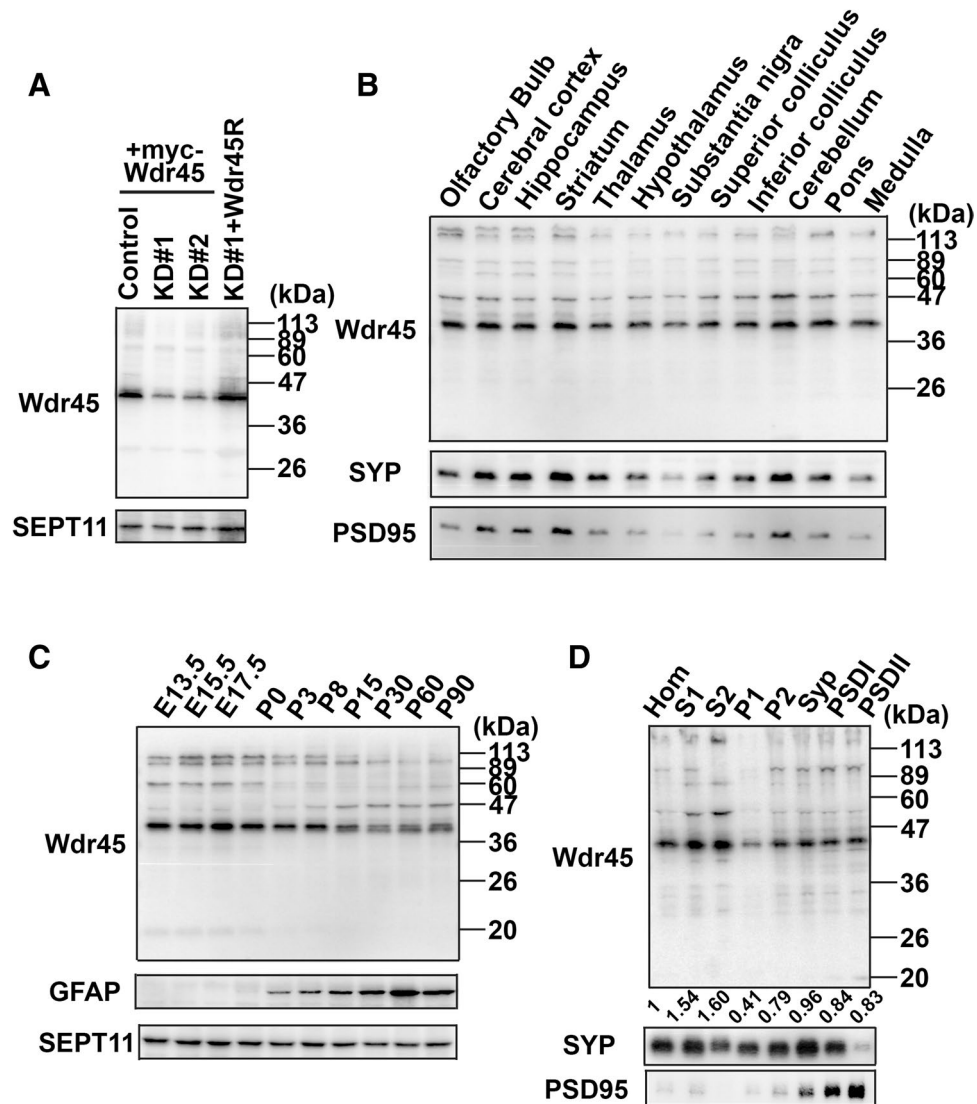 A
+myc-
Wdr45
Control
KD#1
KD#2
KD#1+Wdr45R
(kDa)
113
89
60
47
36
26
Wdr45
SEPT11
B
Olfactory Bulb
Cerebral cortex
Hippocampus
Striatum
Thalamus
Hypothalamus
Substantia nigra
Superior colliculus
Inferior colliculus
Cerebellum
Pons
Medulla
(kDa)
113
89
60
47
36
26
Wdr45
SYP
PSD95
C
E13.5
E15.5
E17.5
P0
P3
P8
P15
P30
P60
P90
(kDa)
113
89
60
47
36
26
20
Wdr45
GFAP
SEPT11
D
Hom
S1
S2
P1
P2
Syp
PSDI
PSDII
(kDa)
113
89
60
47
36
26
20
Wdr45
1
1.54
1.60
0.41
0.79
0.96
0.84
0.83
SYP
PSD95